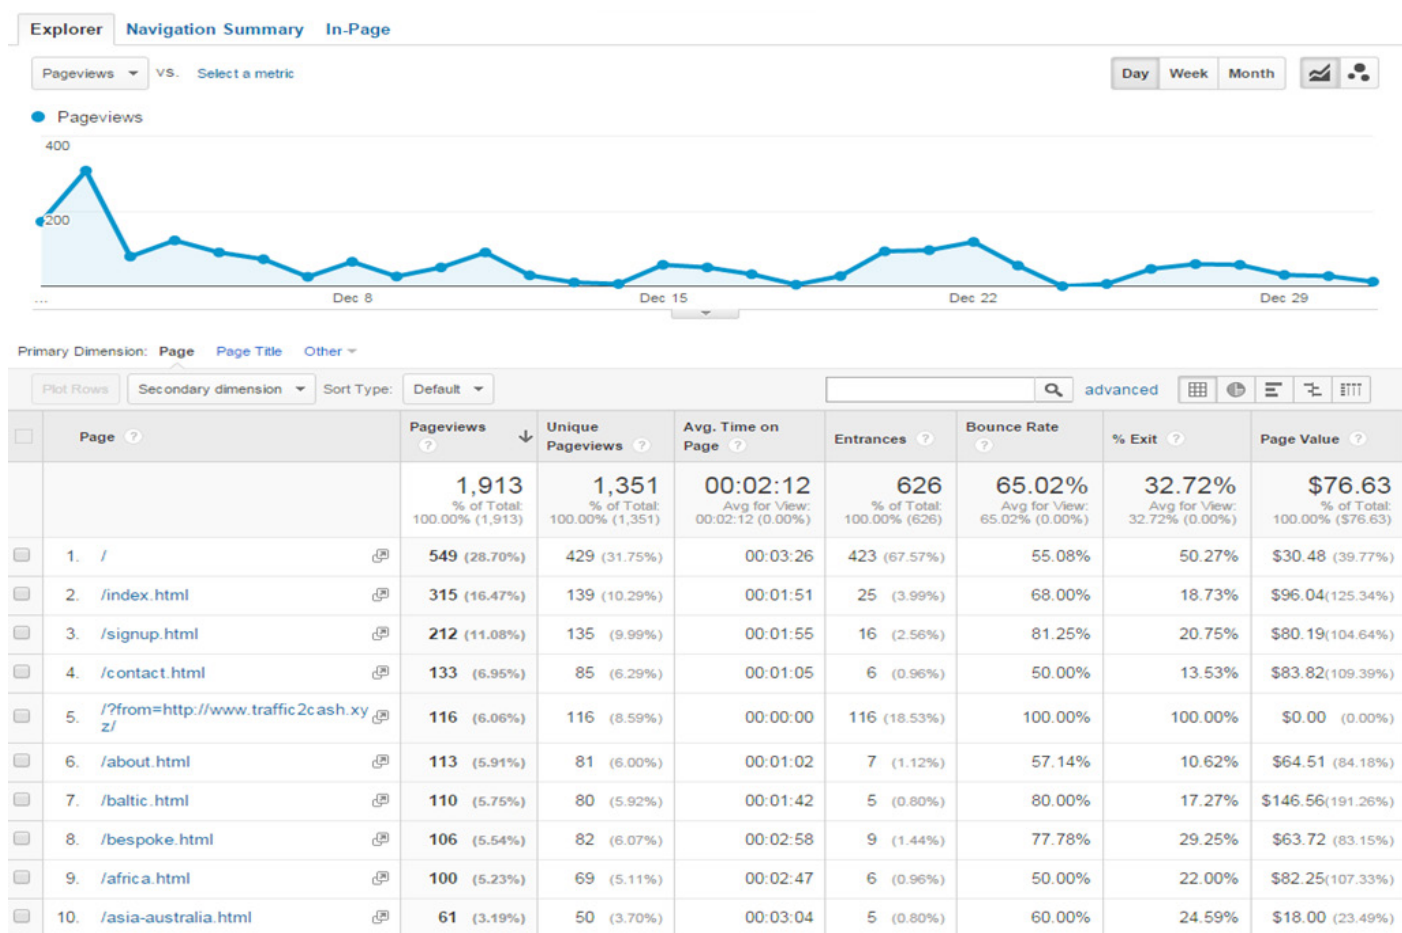 Explorer Navigation Summary In-Page
Pageviews VS. Select a metric Day Week Month
Pageviews
400
200
... Dec 8 Dec 15 Dec 22 Dec 29
Primary Dimension: Page Page Title Other
Plot Rows Secondary dimension Sort Type: Default advanced
Page ? Pageviews ? Unique Pageviews ? Avg. Time on Page ? Entrances ? Bounce Rate ? % Exit ? Page Value ?
1,913 1,351 00:02:12 626 65.02% 32.72% $76.63
% of Total: % of Total: Avg for View: % of Total: Avg for View: Avg for View: % of Total:
100.00% (1,913) 100.00% (1,351) 00:02:12 (0.00%) 100.00% (626) 65.02% (0.00%) 32.72% (0.00%) 100.00% ($76.63)
1. / 549 (28.70%) 429 (31.75%) 00:03:26 423 (67.57%) 55.08% 50.27% $30.48 (39.77%)
2. /index.html 315 (16.47%) 139 (10.29%) 00:01:51 25 (3.99%) 68.00% 18.73% $96.04(125.34%)
3. /signup.html 212 (11.08%) 135 (9.99%) 00:01:55 16 (2.56%) 81.25% 20.75% $80.19(104.64%)
4. /contact.html 133 (6.95%) 85 (6.29%) 00:01:05 6 (0.96%) 50.00% 13.53% $83.82(109.39%)
5. /?from=http://www.traffic2cash.xy
z/ 116 (6.06%) 116 (8.59%) 00:00:00 116 (18.53%) 100.00% 100.00% $0.00 (0.00%)
6. /about.html 113 (5.91%) 81 (6.00%) 00:01:02 7 (1.12%) 57.14% 10.62% $64.51 (84.18%)
7. /baltic.html 110 (5.75%) 80 (5.92%) 00:01:42 5 (0.80%) 80.00% 17.27% $146.56(191.26%)
8. /bespoke.html 106 (5.54%) 82 (6.07%) 00:02:58 9 (1.44%) 77.78% 29.25% $63.72 (83.15%)
9. /africa.html 100 (5.23%) 69 (5.11%) 00:02:47 6 (0.96%) 50.00% 22.00% $82.25(107.33%)
10. /asia-australia.html 61 (3.19%) 50 (3.70%) 00:03:04 5 (0.80%) 60.00% 24.59% $18.00 (23.49%)